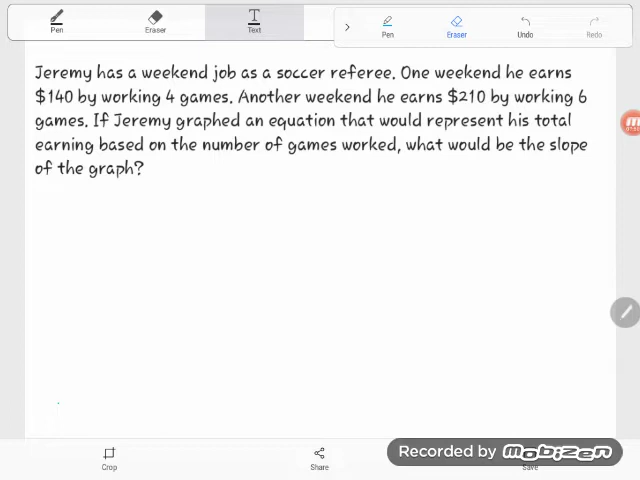 Pen Eraser Text Pen Eraser Undo Redo
Jeremy has a weekend job as a soccer referee. One weekend he earns
$140 by working 4 games. Another weekend he earns $210 by working 6
games. If Jeremy graphed an equation that would represent his total
earning based on the number of games worked, what would be the slope
of the graph?
Recorded by mobizen
Crop Share Save